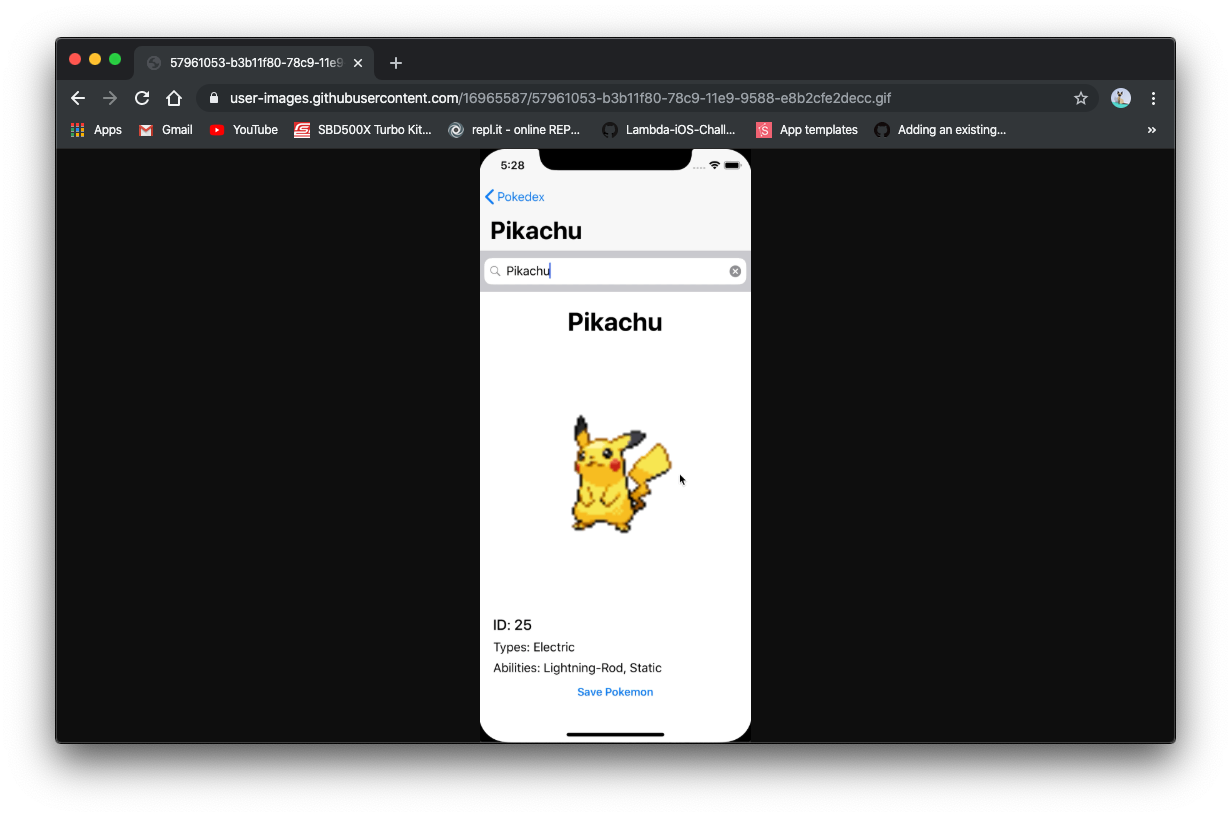 57961053-b3b11f80-78c9-11e9
user-images.githubusercontent.com/16965587/57961053-b3b11f80-78c9-11e9-9588-e8b2cfe2decc.gif
Apps Gmail YouTube SBD500X Turbo Kit... repl.it - online REP... Lambda-iOS-Chall... App templates Adding an existing... »
5:28
Pokedex
Pikachu
Pikachu
Pikachu
ID: 25
Types: Electric
Abilities: Lightning-Rod, Static
Save Pokemon